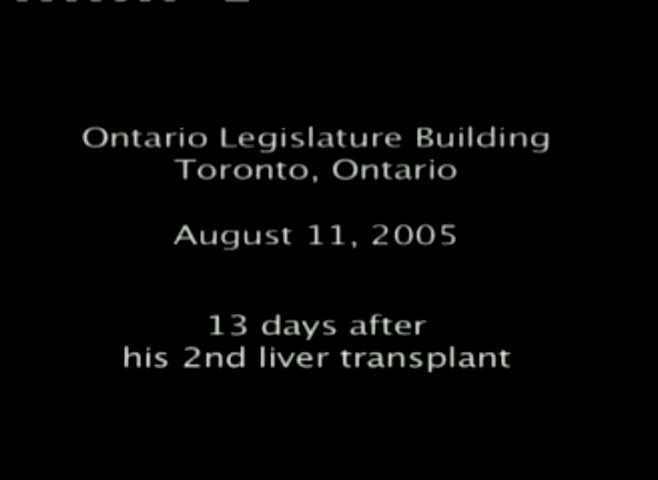 Ontario Legislature Building
Toronto, Ontario
August 11, 2005
13 days after
his 2nd liver transplant